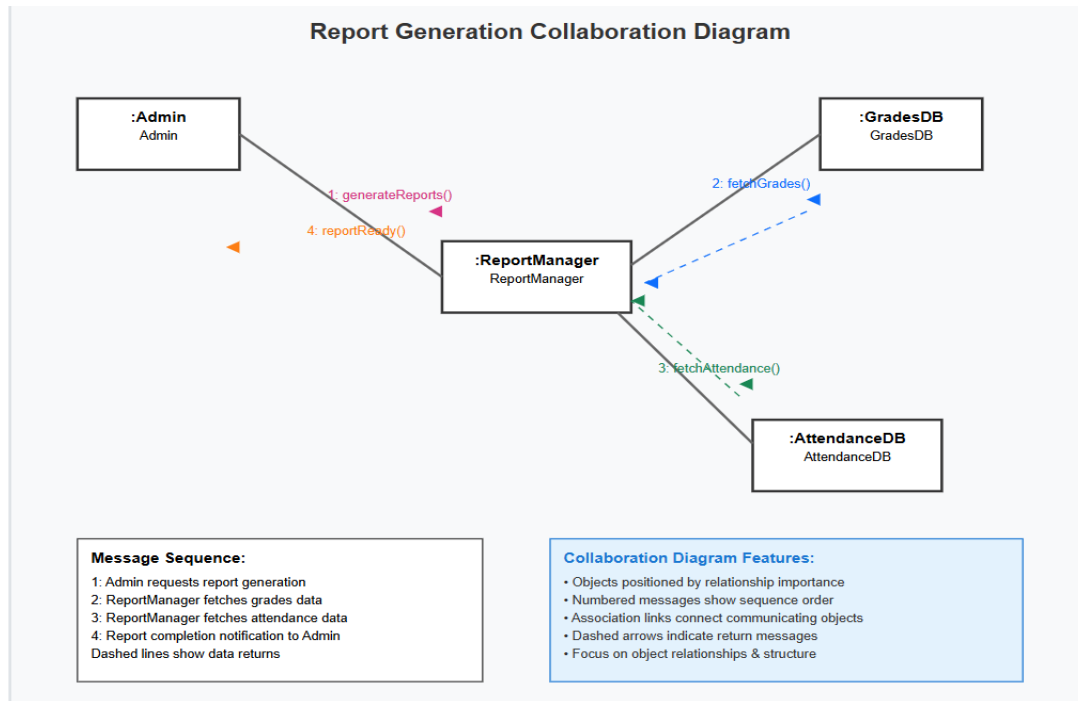 Report Generation Collaboration Diagram
:Admin
Admin
:GradesDB
GradesDB
1: generateReports()
2: fetchGrades()
4: reportReady()
:ReportManager
ReportManager
3: fetchAttendance()
:AttendanceDB
AttendanceDB
Message Sequence:
1: Admin requests report generation
2: ReportManager fetches grades data
3: ReportManager fetches attendance data
4: Report completion notification to Admin
Dashed lines show data returns
Collaboration Diagram Features:
• Objects positioned by relationship importance
• Numbered messages show sequence order
• Association links connect communicating objects
• Dashed arrows indicate return messages
• Focus on object relationships & structure